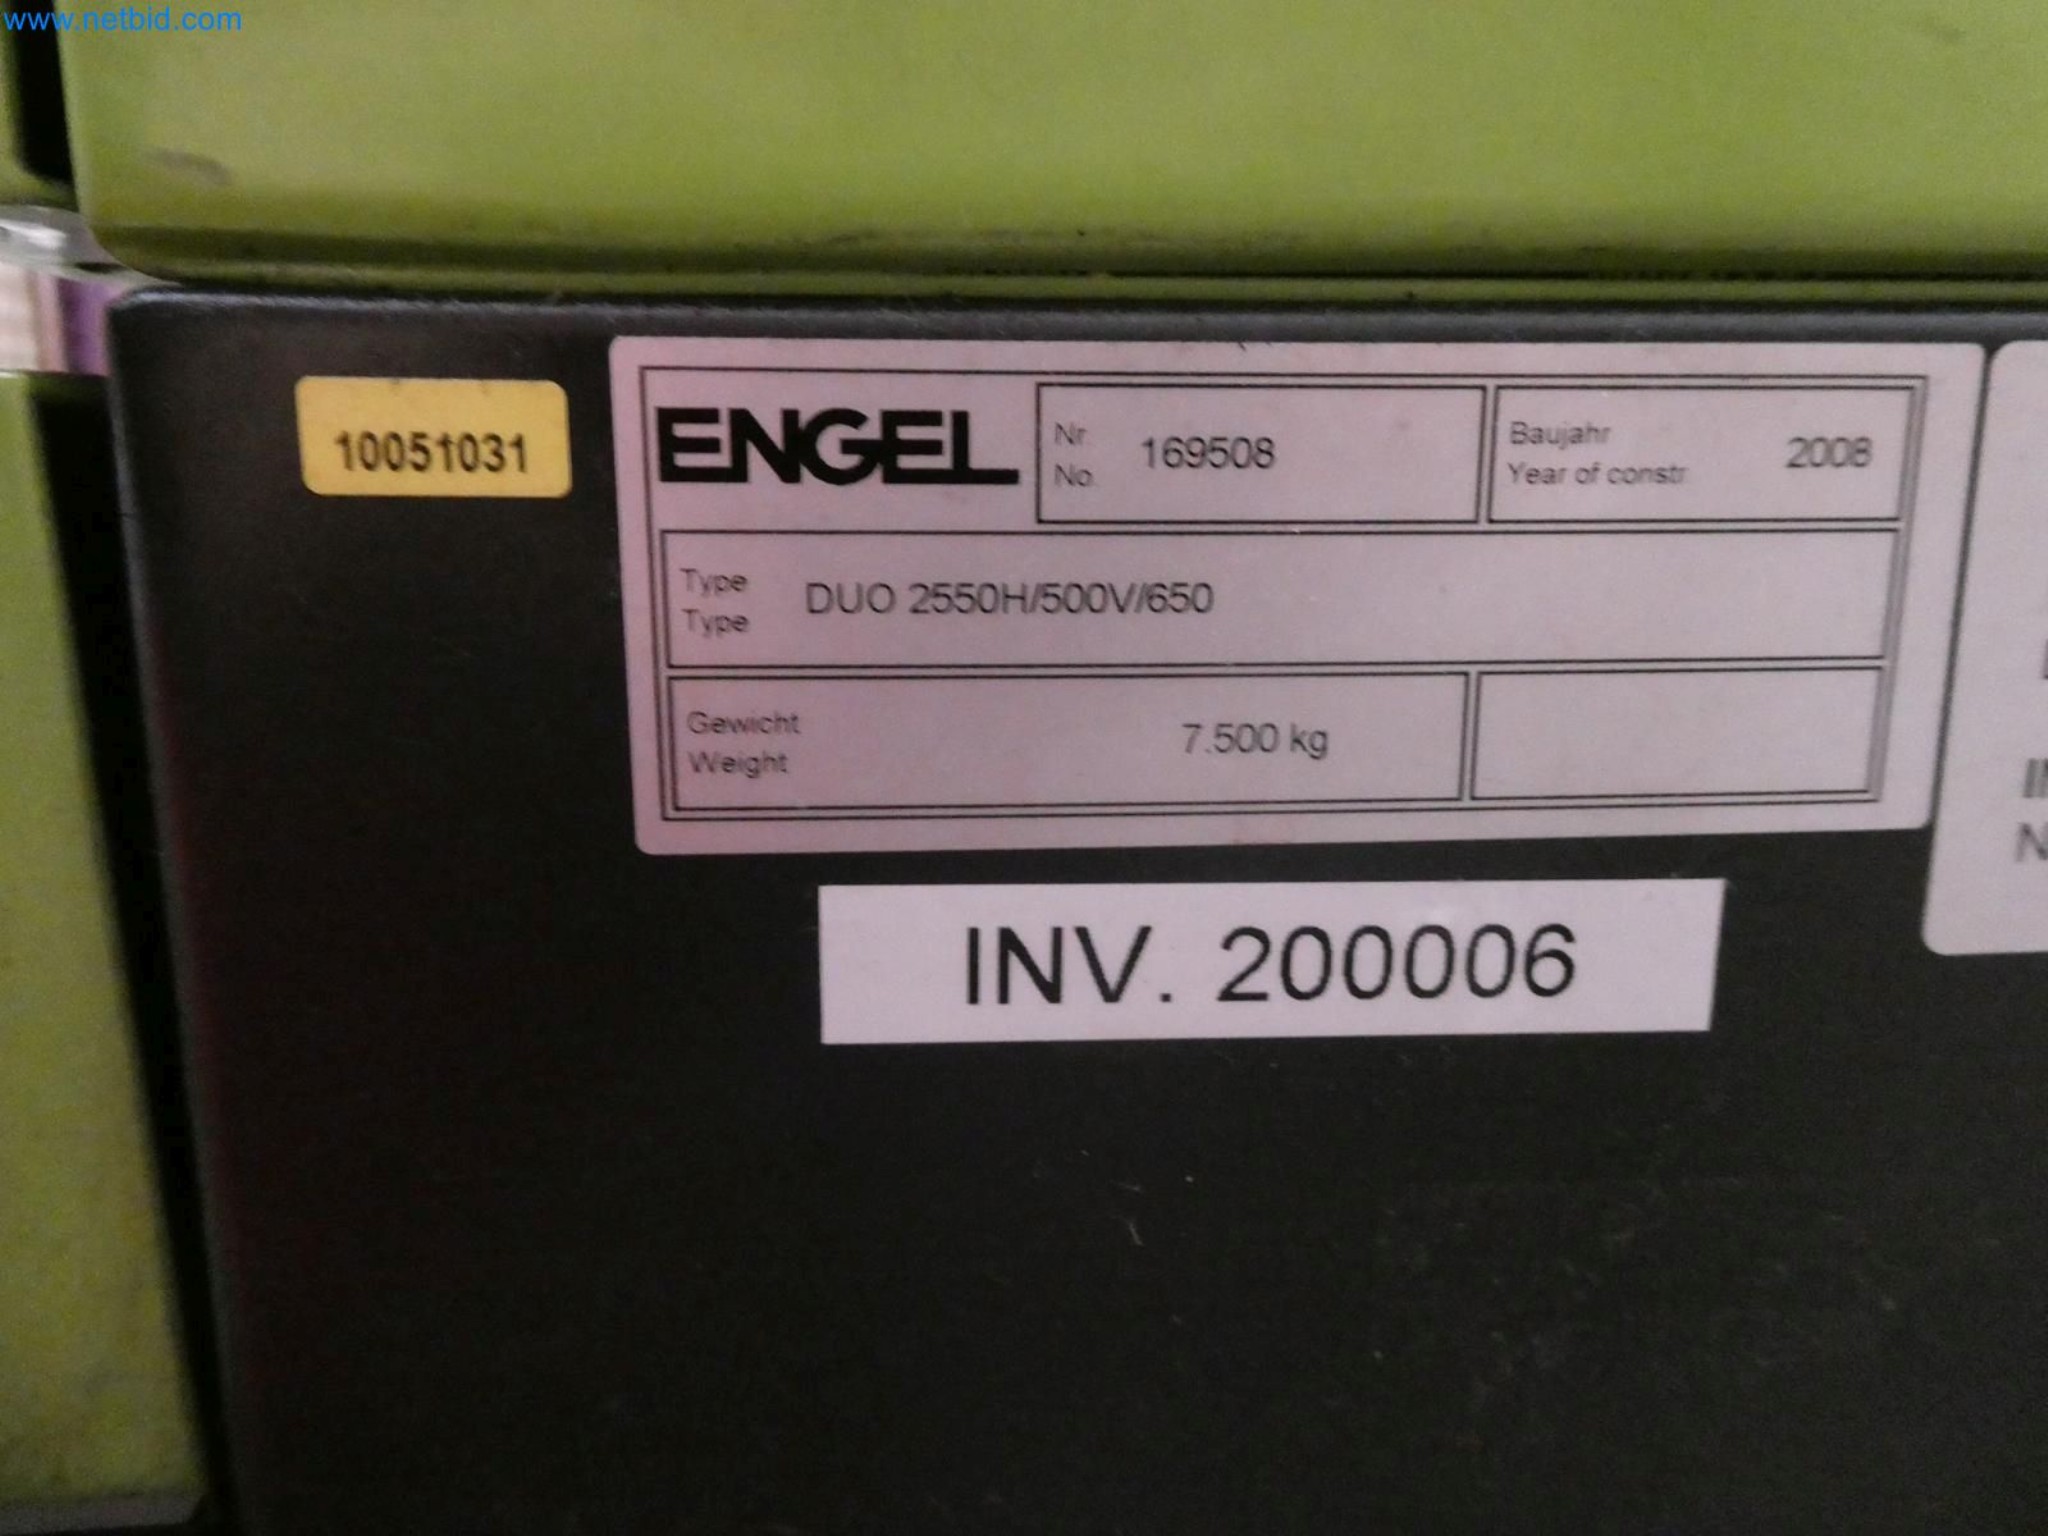 www.netbid.com
10051031
ENGEL
Nr.
No.
169508
Baujahr
Year of constr
2008
Type
Type
DUO 2550H/500V/650
Gewicht
Weight
7.500 kg
INV. 200006